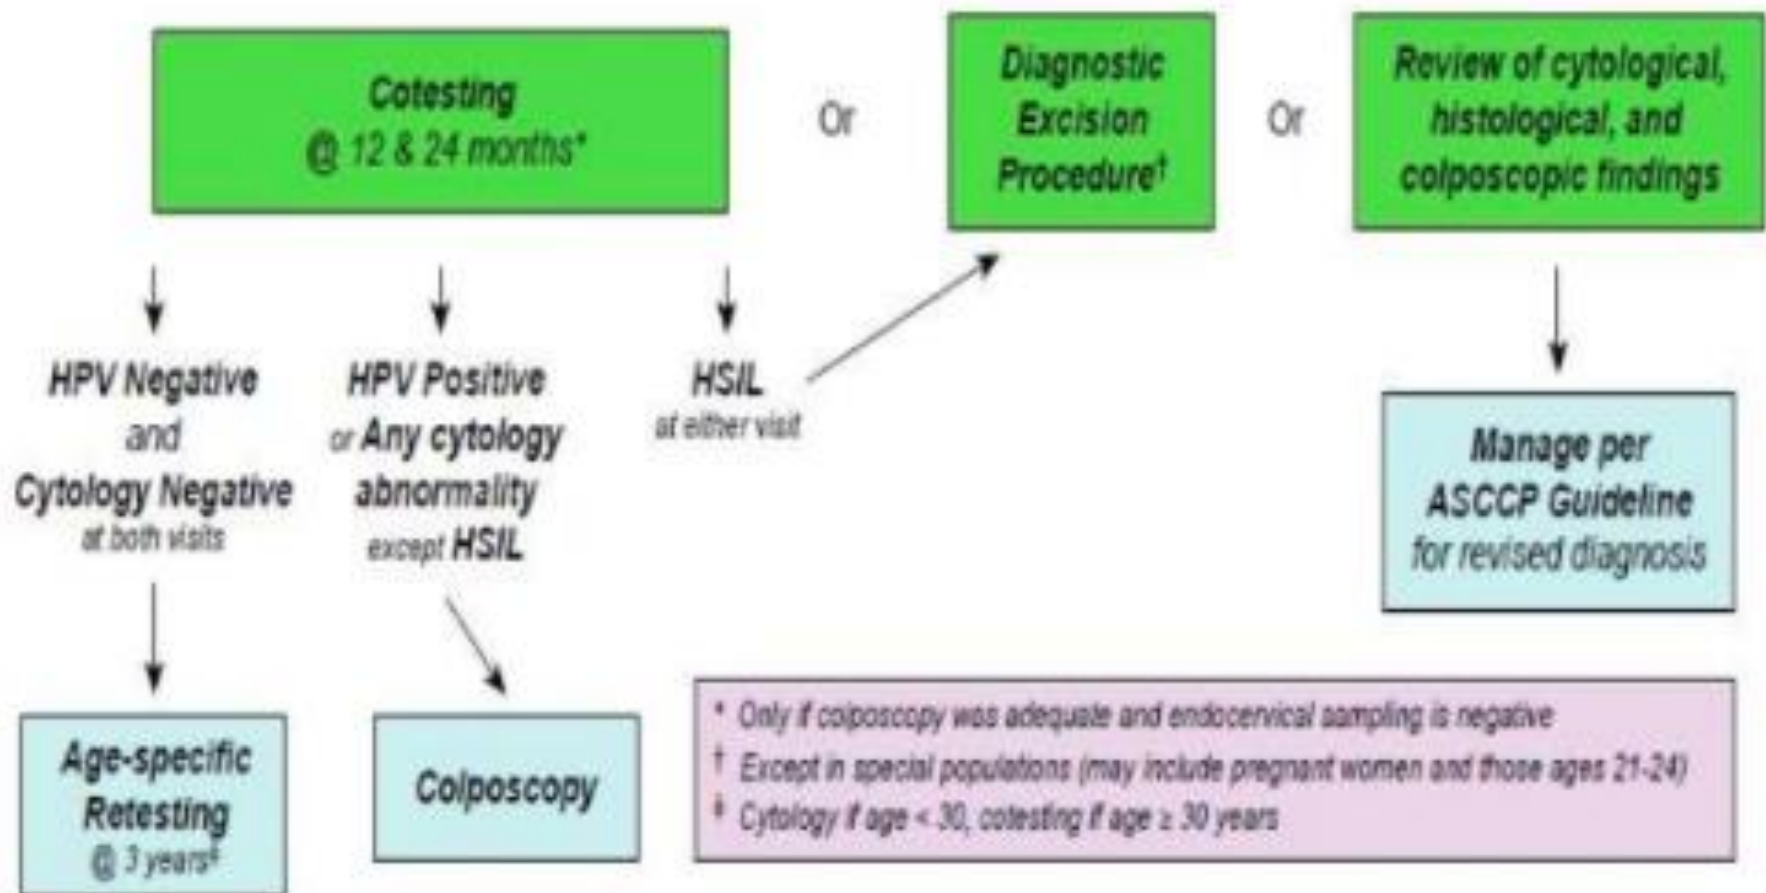 Cotesting
@ 12 & 24 months*
Or
Diagnostic
Excision
Procedure†
Or
Review of cytological,
histological, and
colposcopic findings
HPV Negative
and
Cytology Negative
at both visits
HPV Positive
or Any cytology
abnormality
except HSIL
HSIL
at either visit
Manage per
ASCCP Guideline
for revised diagnosis
Age-specific
Retesting
@ 3 years‡
Colposcopy
* Only if colposcopy was adequate and endocervical sampling is negative
† Except in special populations (may include pregnant women and those ages 21-24)
‡ Cytology if age < 30, cotesting if age ≥ 30 years